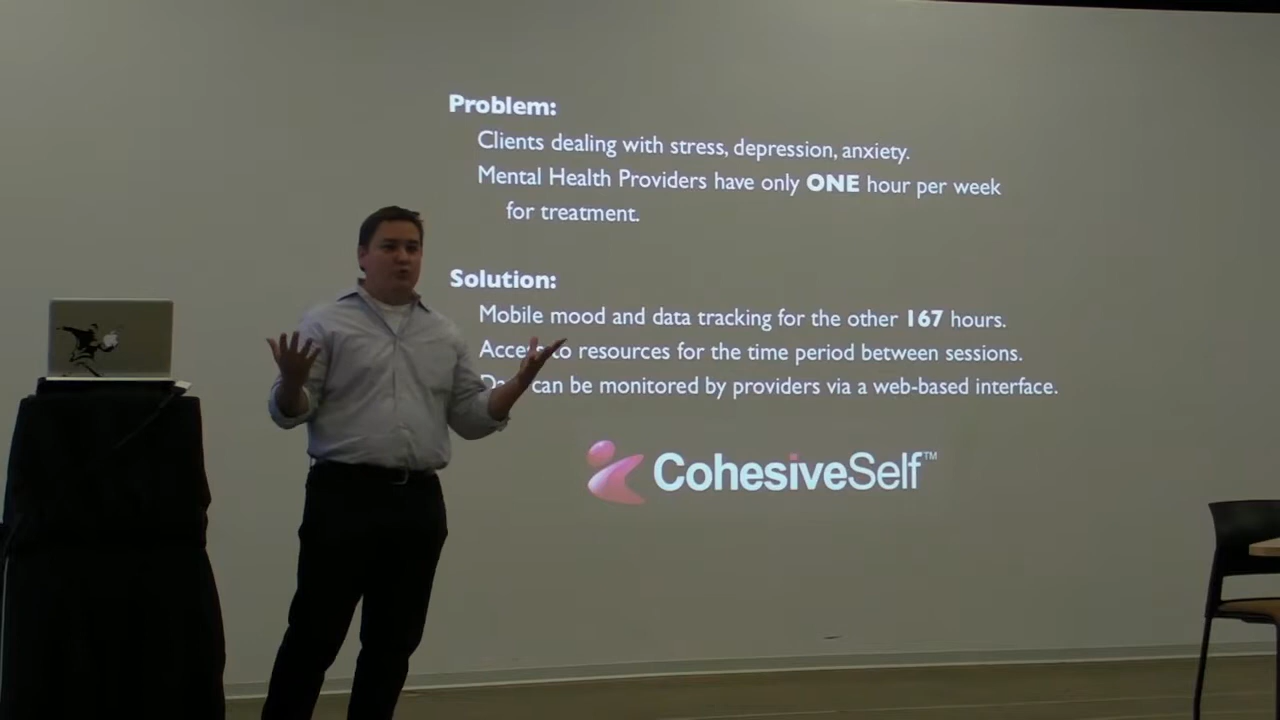 Problem:
Clients dealing with stress, depression, anxiety.
Mental Health Providers have only ONE hour per week
for treatment.
Solution:
Mobile mood and data tracking for the other 167 hours.
to resources for the time period between sessions.
can be monitored by providers via a web-based interface.
CohesiveSelf™